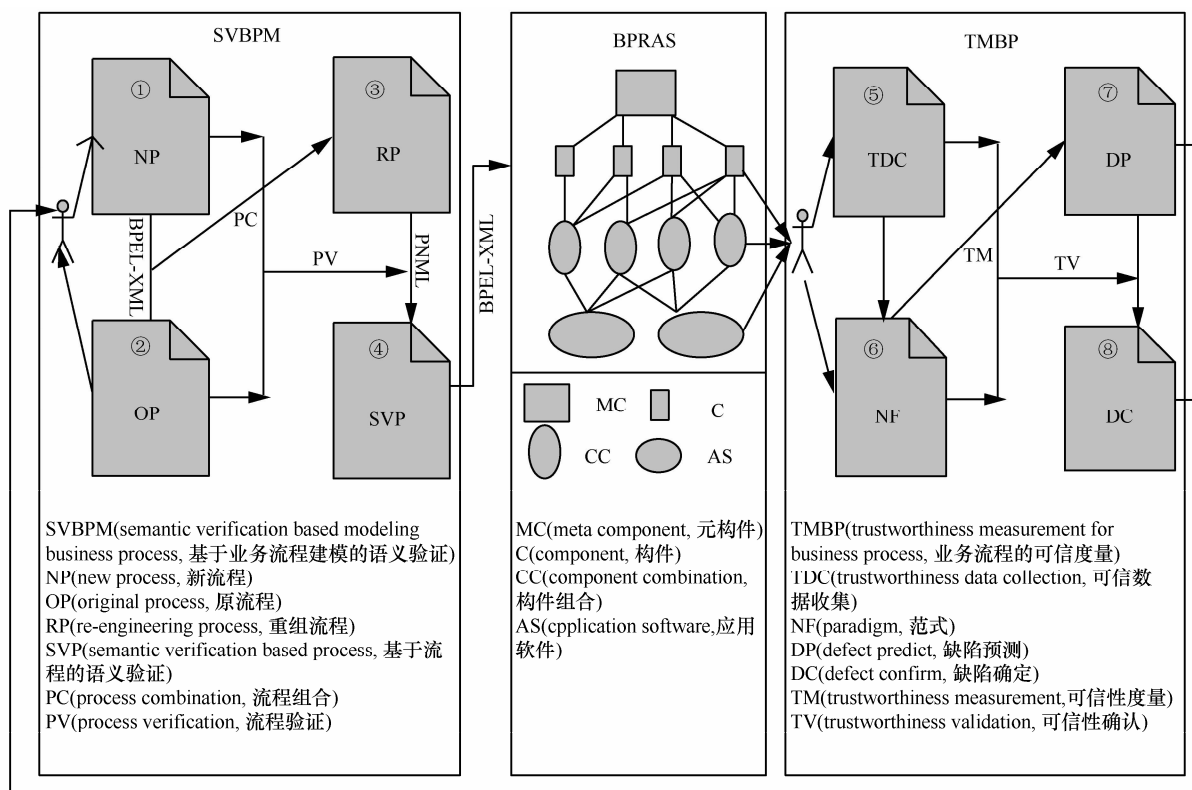 SVBPM
①
NP
③
RP
BPEL-XML
PC
PV
PNML
②
OP
④
SVP
BPEL-XML
BPRAS
MC
C
CC
AS
TMBP
⑤
TDC
⑦
DP
TM
TV
⑥
NF
⑧
DC
SVBPM(semantic verification based modeling
business process, 基于业务流程建模的语义验证)
NP(new process, 新流程)
OP(original process, 原流程)
RP(re-engineering process, 重组流程)
SVP(semantic verification based process, 基于流
程的语义验证)
PC(process combination, 流程组合)
PV(process verification, 流程验证)
MC(meta component, 元构件)
C(component, 构件)
CC(component combination,
构件组合)
AS(cpplication software,应用
软件)
TMBP(trustworthiness measurement for
business process, 业务流程的可信度量)
TDC(trustworthiness data collection, 可信数
据收集)
NF(paradigm, 范式)
DP(defect predict, 缺陷预测)
DC(defect confirm, 缺陷确定)
TM(trustworthiness measurement,可信性度量)
TV(trustworthiness validation, 可信性确认)